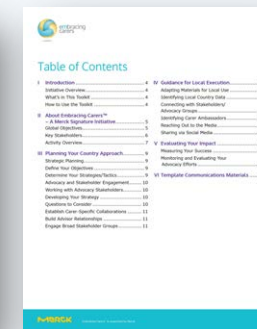 embracing
carers
Table of Contents
I Introduction 4
Initiative Overview 4
What's in This Toolkit 4
How to Use the Toolkit 4
II About Embracing Carers™
– A Merck Signature Initiative 5
Global Objectives 5
Key Stakeholders 6
Activity Overview 7
III Planning Your Country Approach 9
Strategic Planning 9
Define Your Objectives 9
Determine Your Strategies/Tactics 9
Advocacy and Stakeholder Engagement 10
Working with Advocacy Stakeholders 10
Developing Your Strategy 10
Questions to Consider 10
Establish Carer-Specific Collaborations 11
Build Advisor Relationships 11
Engage Broad Stakeholder Groups 11
IV Guidance for Local Execution
Adapting Materials for Local Use
Identifying Local Country Data
Connecting with Stakeholders/
Advocacy Groups
Identifying Carer Ambassadors
Reaching Out to the Media
Sharing via Social Media
V Evaluating Your Impact
Measuring Your Success
Monitoring and Evaluating Your
Advocacy Efforts
VI Template Communications Materials
MERCK